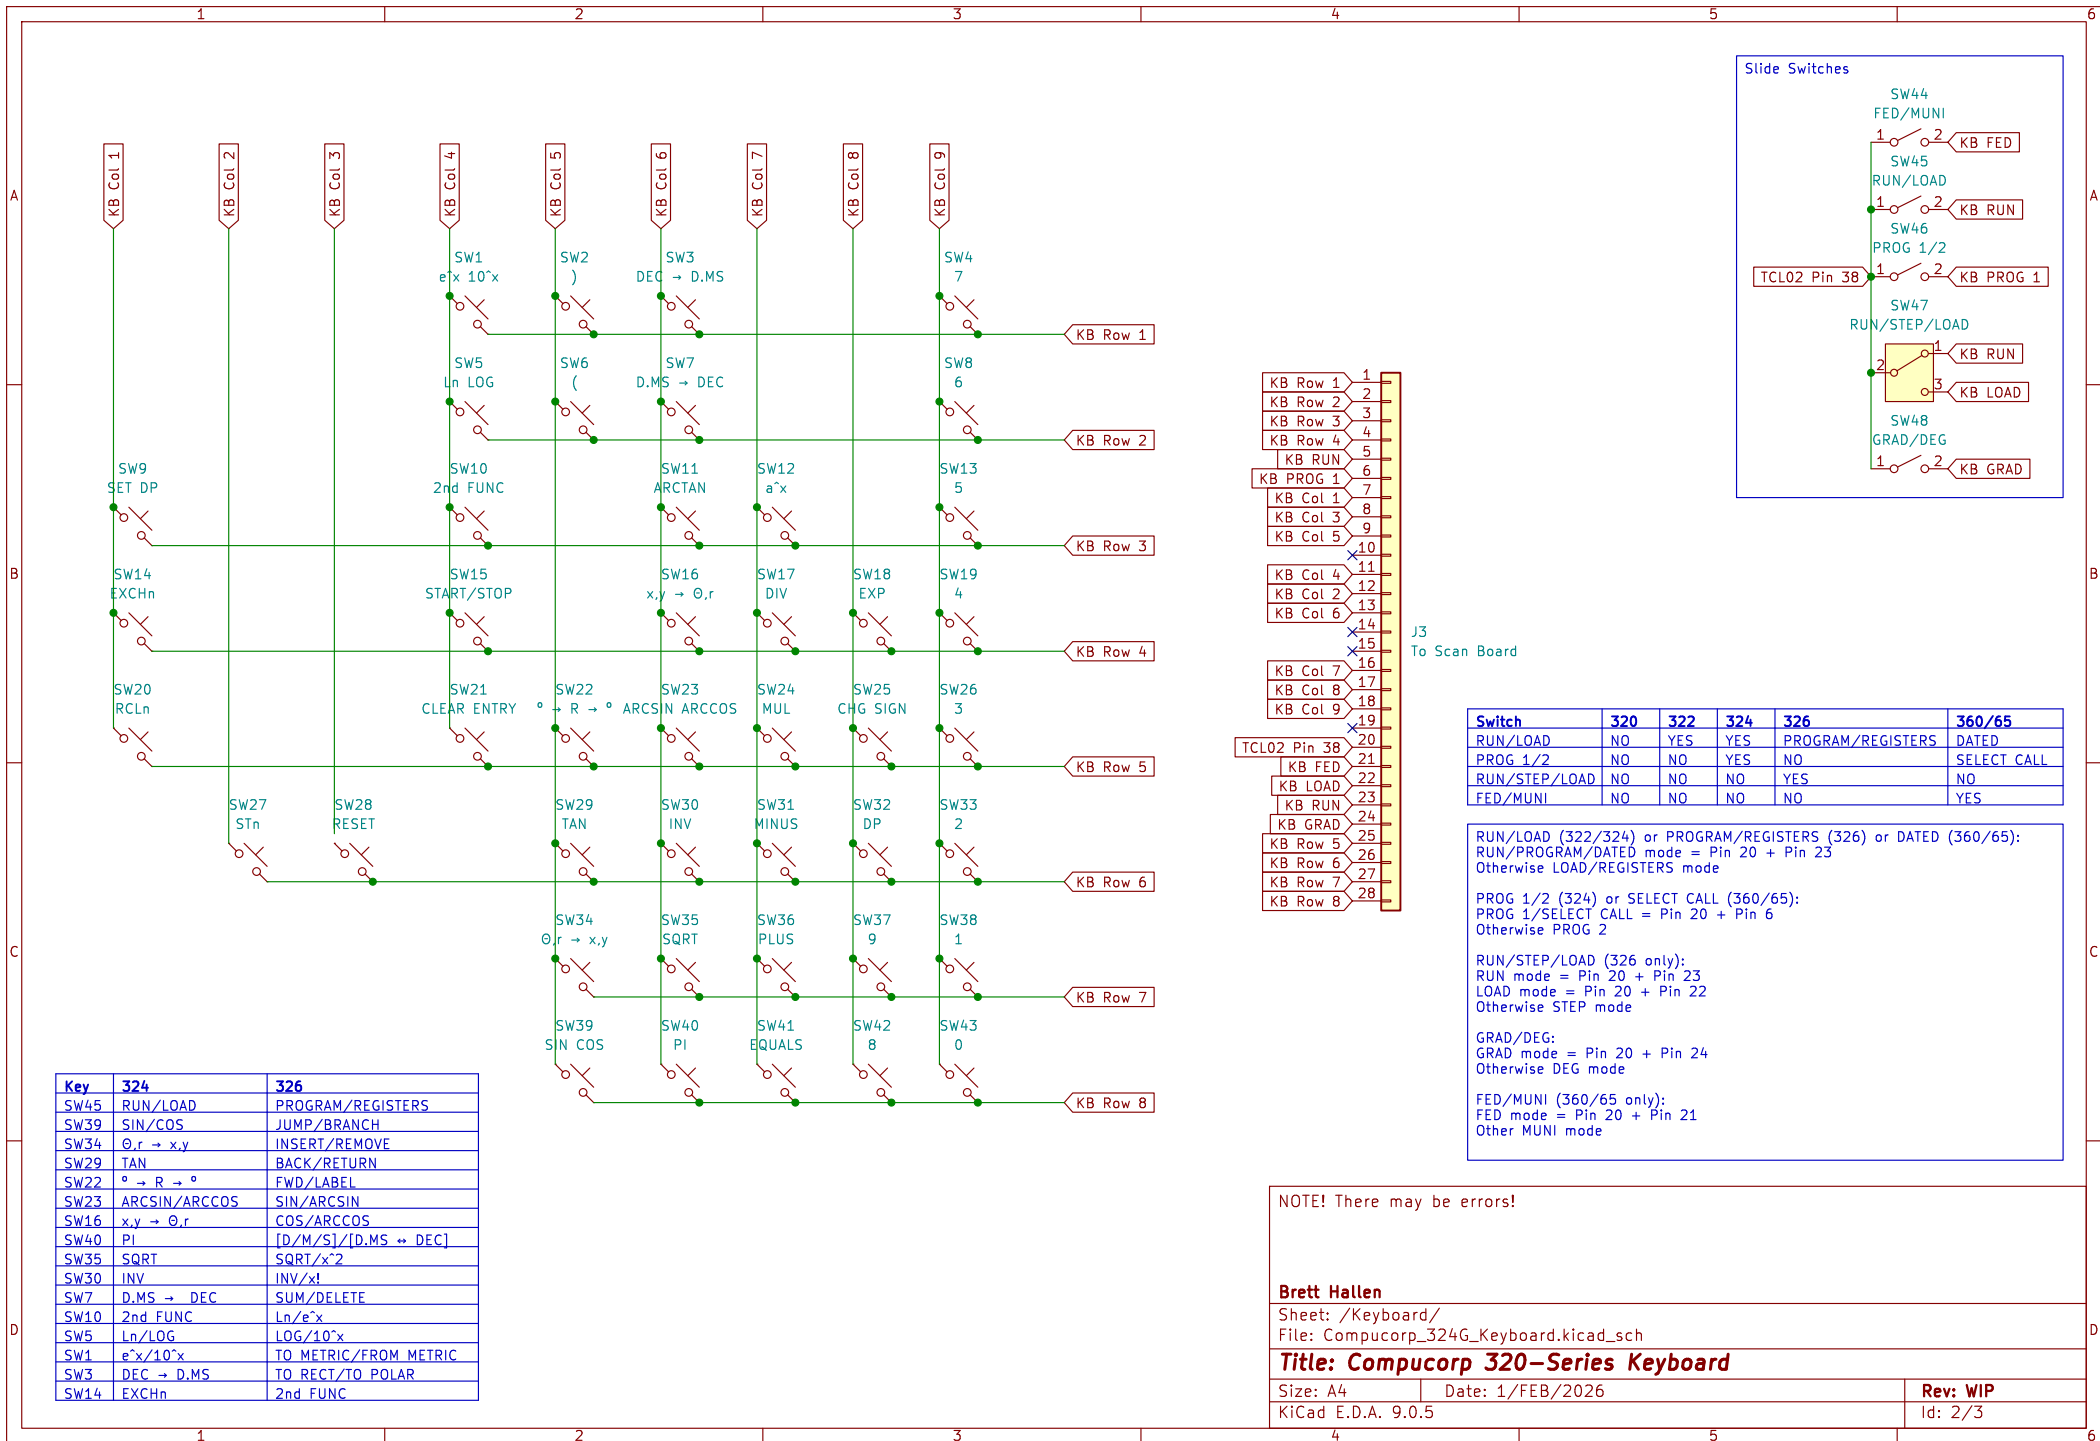 1 2 3 4 5 6
Slide Switches
SW44
FED/MUNI
1 2 KB FED
SW45
RUN/LOAD
1 2 KB RUN
SW46
PROG 1/2
TCL02 Pin 38 1 2 KB PROG 1
SW47
RUN/STEP/LOAD
1 KB RUN
2
3 KB LOAD
SW48
GRAD/DEG
1 2 KB GRAD
A A
KB Col 1 KB Col 2 KB Col 3 KB Col 4 KB Col 5 KB Col 6 KB Col 7 KB Col 8 KB Col 9
SW1 SW2 SW3 SW4
e^x 10^x ) DEC → D.MS 7
KB Row 1
SW5 SW6 SW7 SW8
Ln LOG ( D.MS → DEC 6
KB Row 2
SW9 SW10 SW11 SW12 SW13
SET DP 2nd FUNC ARCTAN a^x 5
KB Row 3
B B
SW14 SW15 SW16 SW17 SW18 SW19
EXCHn START/STOP x,y → Θ,r DIV EXP 4
KB Row 4
SW20 SW21 SW22 SW23 SW24 SW25 SW26
RCLn CLEAR ENTRY º → R → º ARCSIN ARCCOS MUL CHG SIGN 3
KB Row 5
SW27 SW28 SW29 SW30 SW31 SW32 SW33
STn RESET TAN INV MINUS DP 2
KB Row 6
SW34 SW35 SW36 SW37 SW38
Θ,r → x,y SQRT PLUS 9 1
KB Row 7
C C
SW39 SW40 SW41 SW42 SW43
SIN COS PI EQUALS 8 0
KB Row 8
KB Row 1 1
KB Row 2 2
KB Row 3 3
KB Row 4 4
KB RUN 5
KB PROG 1 6
KB Col 1 7
KB Col 3 8
KB Col 5 9
10
KB Col 4 11
KB Col 2 12
KB Col 6 13
14
15
KB Col 7 16
KB Col 8 17
KB Col 9 18
19
TCL02 Pin 38 20
KB FED 21
KB LOAD 22
KB RUN 23
KB GRAD 24
KB Row 5 25
KB Row 6 26
KB Row 7 27
KB Row 8 28
J3
To Scan Board
Switch 320 322 324 326 360/65
RUN/LOAD NO YES YES PROGRAM/REGISTERS DATED
PROG 1/2 NO NO YES NO SELECT CALL
RUN/STEP/LOAD NO NO NO YES NO
FED/MUNI NO NO NO NO YES
RUN/LOAD (322/324) or PROGRAM/REGISTERS (326) or DATED (360/65):
RUN/PROGRAM/DATED mode = Pin 20 + Pin 23
Otherwise LOAD/REGISTERS mode
PROG 1/2 (324) or SELECT CALL (360/65):
PROG 1/SELECT CALL = Pin 20 + Pin 6
Otherwise PROG 2
RUN/STEP/LOAD (326 only):
RUN mode = Pin 20 + Pin 23
LOAD mode = Pin 20 + Pin 22
Otherwise STEP mode
GRAD/DEG:
GRAD mode = Pin 20 + Pin 24
Otherwise DEG mode
FED/MUNI (360/65 only):
FED mode = Pin 20 + Pin 21
Other MUNI mode
Key 324 326
SW45 RUN/LOAD PROGRAM/REGISTERS
SW39 SIN/COS JUMP/BRANCH
SW34 Θ,r → x,y INSERT/REMOVE
SW29 TAN BACK/RETURN
SW22 º → R → º FWD/LABEL
SW23 ARCSIN/ARCCOS SIN/ARCSIN
SW16 x,y → Θ,r COS/ARCCOS
SW40 PI [D/M/S]/[D.MS ↔ DEC]
SW35 SQRT SQRT/x^2
SW30 INV INV/x!
SW7 D.MS → DEC SUM/DELETE
SW10 2nd FUNC Ln/e^x
SW5 Ln/LOG LOG/10^x
SW1 e^x/10^x TO METRIC/FROM METRIC
SW3 DEC → D.MS TO RECT/TO POLAR
SW14 EXCHn 2nd FUNC
D D
NOTE! There may be errors!
Brett Hallen
Sheet: /Keyboard/
File: Compucorp_324G_Keyboard.kicad_sch
Title: Compucorp 320-Series Keyboard
Size: A4 Date: 1/FEB/2026 Rev: WIP
KiCad E.D.A. 9.0.5 Id: 2/3
1 2 3 4 5 6